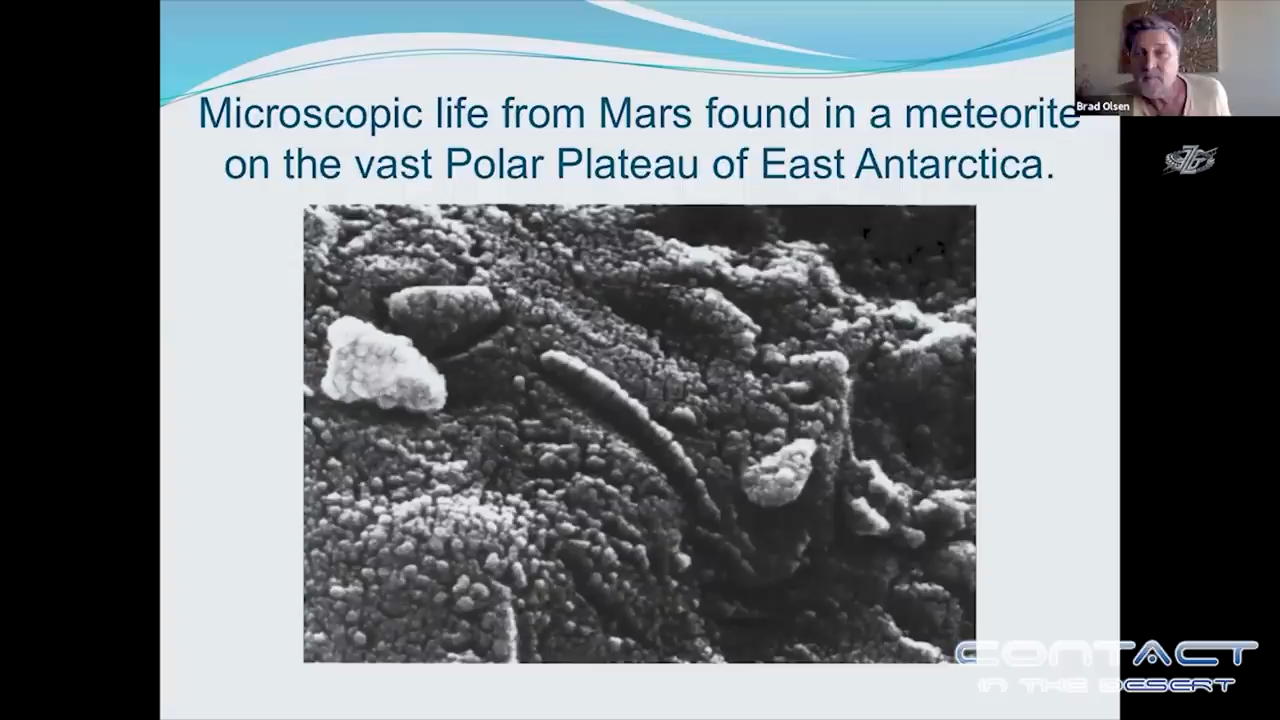 Microscopic life from Mars found in a meteorite
on the vast Polar Plateau of East Antarctica.
Brad Olsen
CONTACT
IN THE DESERT